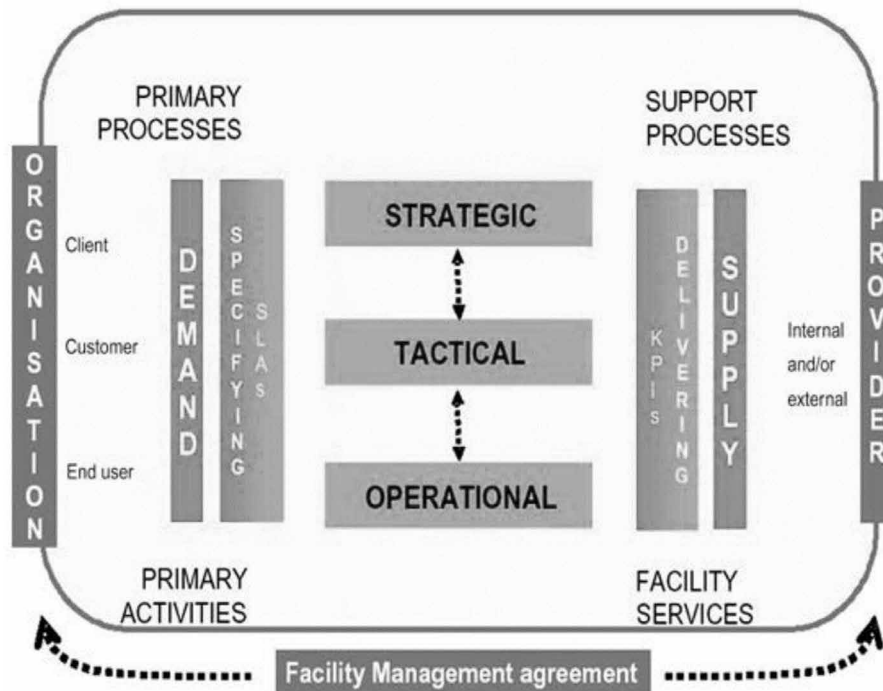 PRIMARY
PROCESSES
SUPPORT
PROCESSES
ORGANISATION
Client
Customer
End user
DEMAND
SPECIFYING
SLAS
STRATEGIC
TACTICAL
OPERATIONAL
KPIs
DELIVERING
SUPPLY
Internal
and/or
external
PROVIDER
PRIMARY
ACTIVITIES
FACILITY
SERVICES
Facility Management agreement